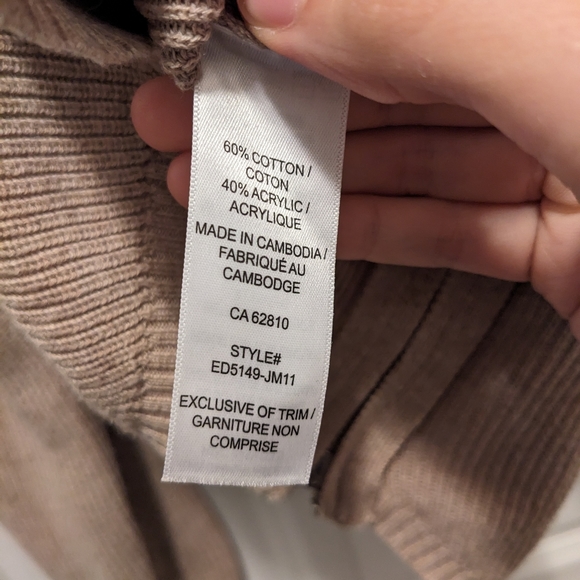 60% COTTON /
COTON
40% ACRYLIC /
ACRYLIQUE
MADE IN CAMBODIA /
FABRIQUÉ AU
CAMBODGE
CA 62810
STYLE#
ED5149-JM11
EXCLUSIVE OF TRIM /
GARNITURE NON
COMPRISE